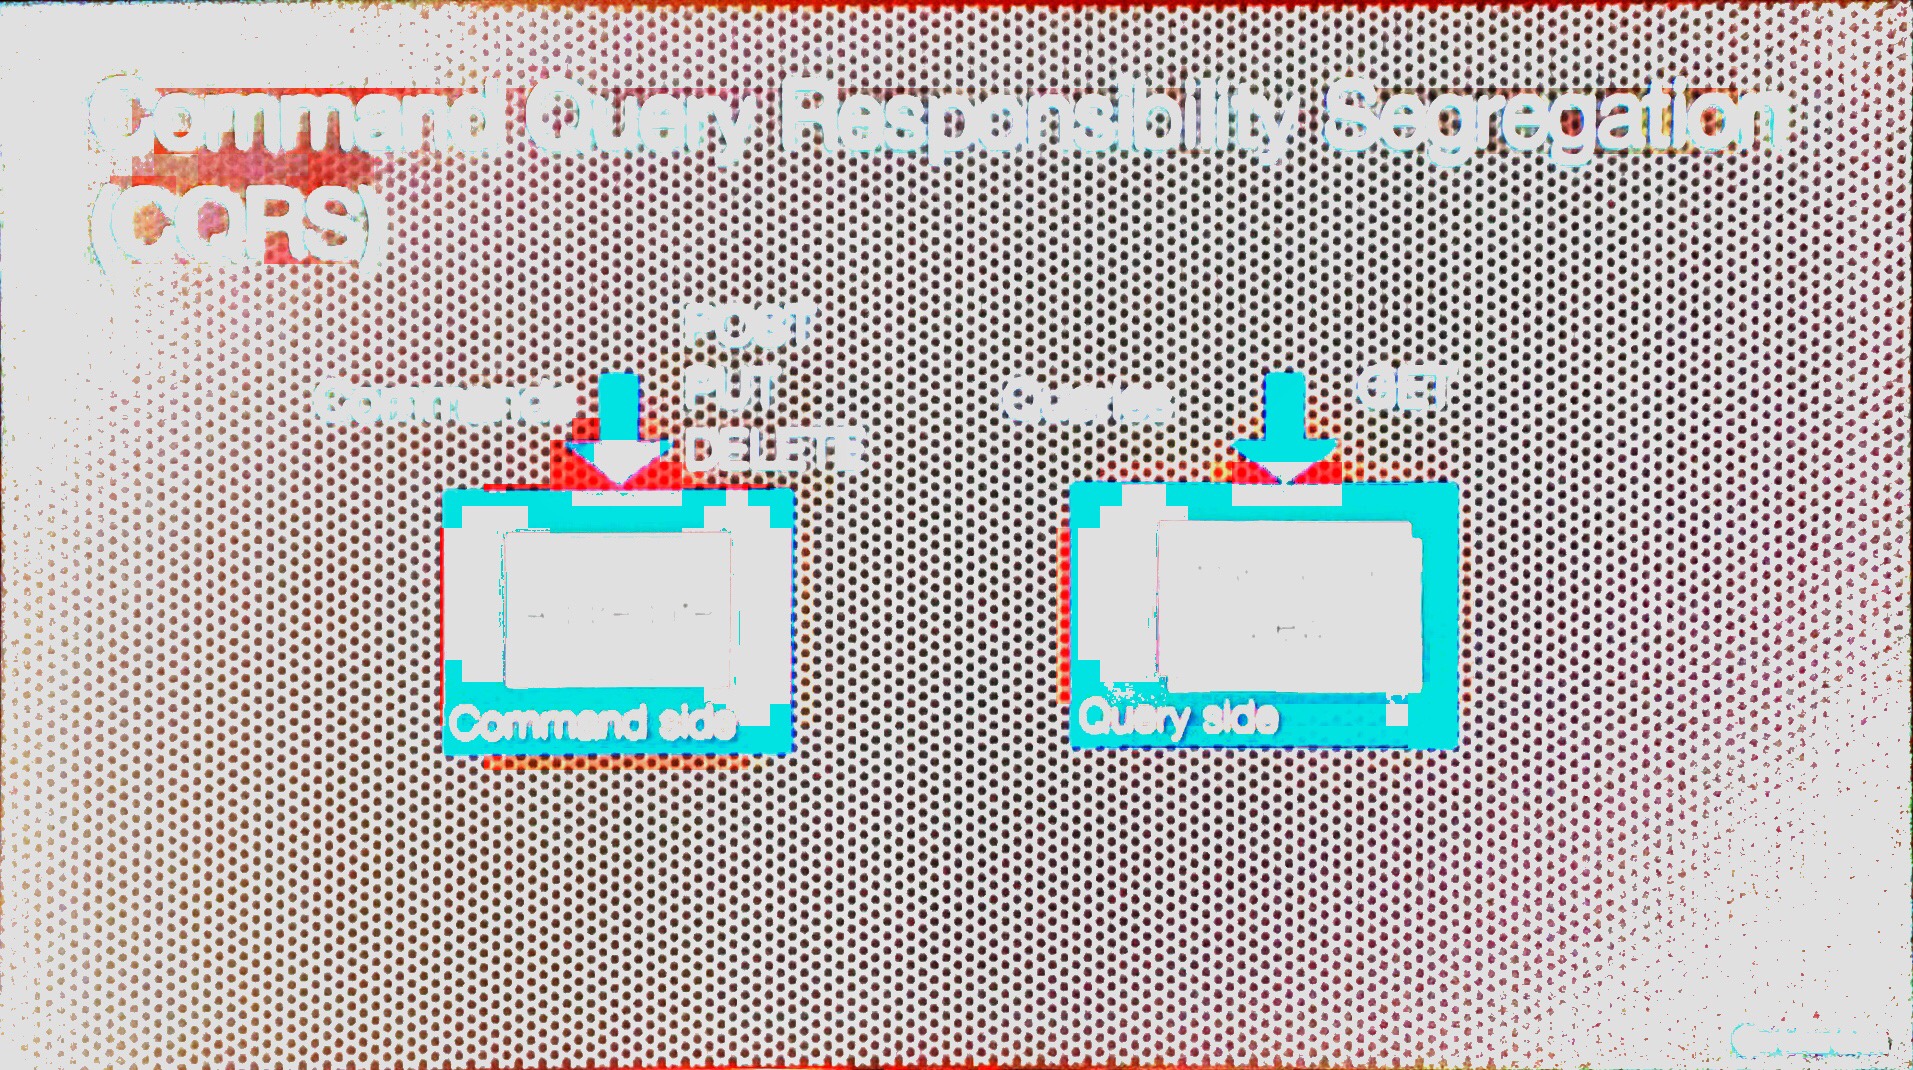 Command Query Responsibility Segregation
(CQRS)
POST
Commands
PUT
DELETE
Queries
GET
Command side
Query side